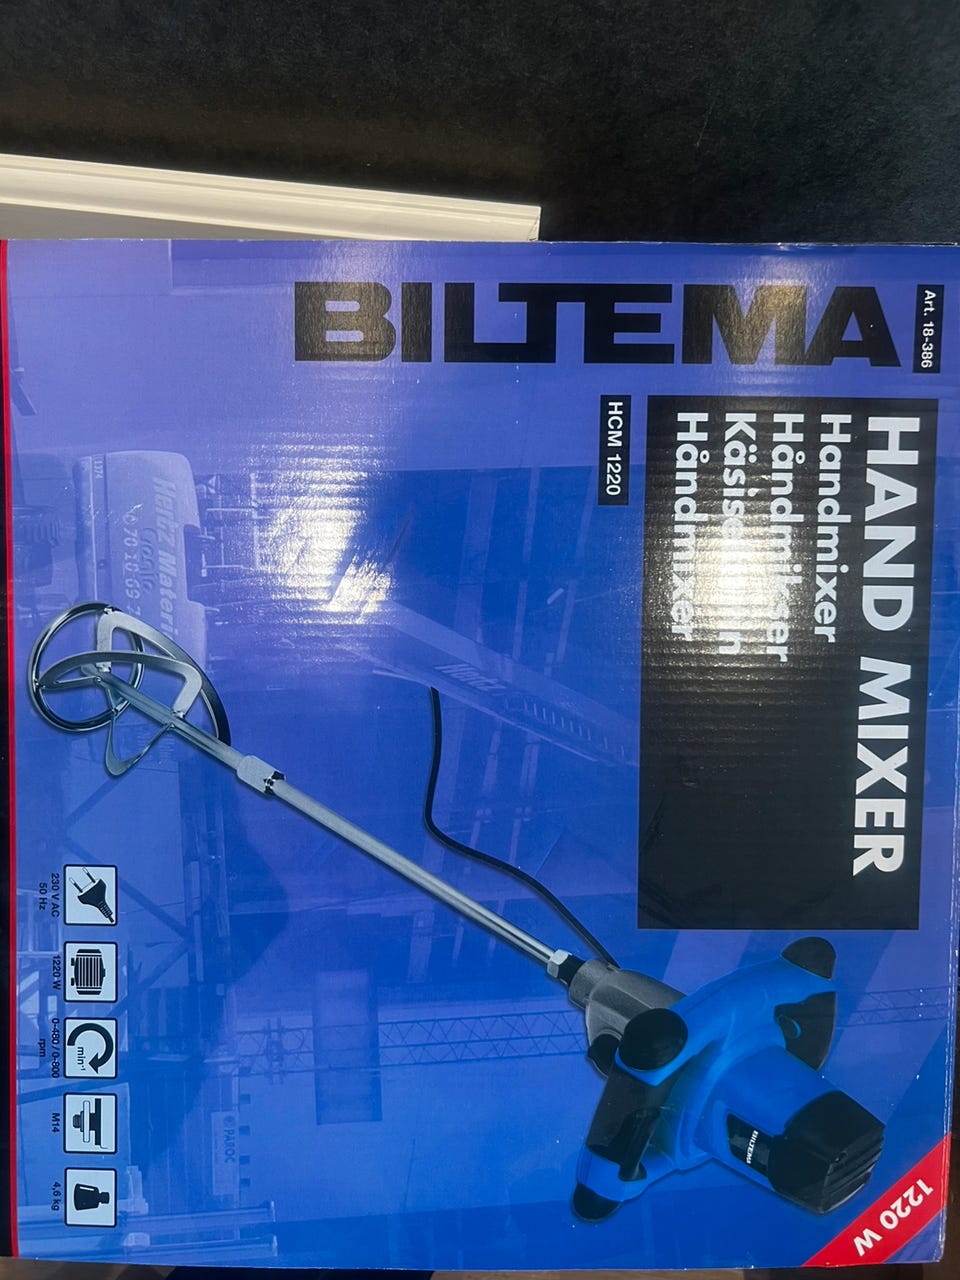 BILTEMA
Art. 18-386
HAND MIXER
Handmixer
Håndmikser
Håndmixer
HCM 1220
BILTEMA
1220 W
230 V AC
50 Hz
1220 W
0-480 / 0-800
rpm
min⁻¹
M14
4,6 kg
PAROC